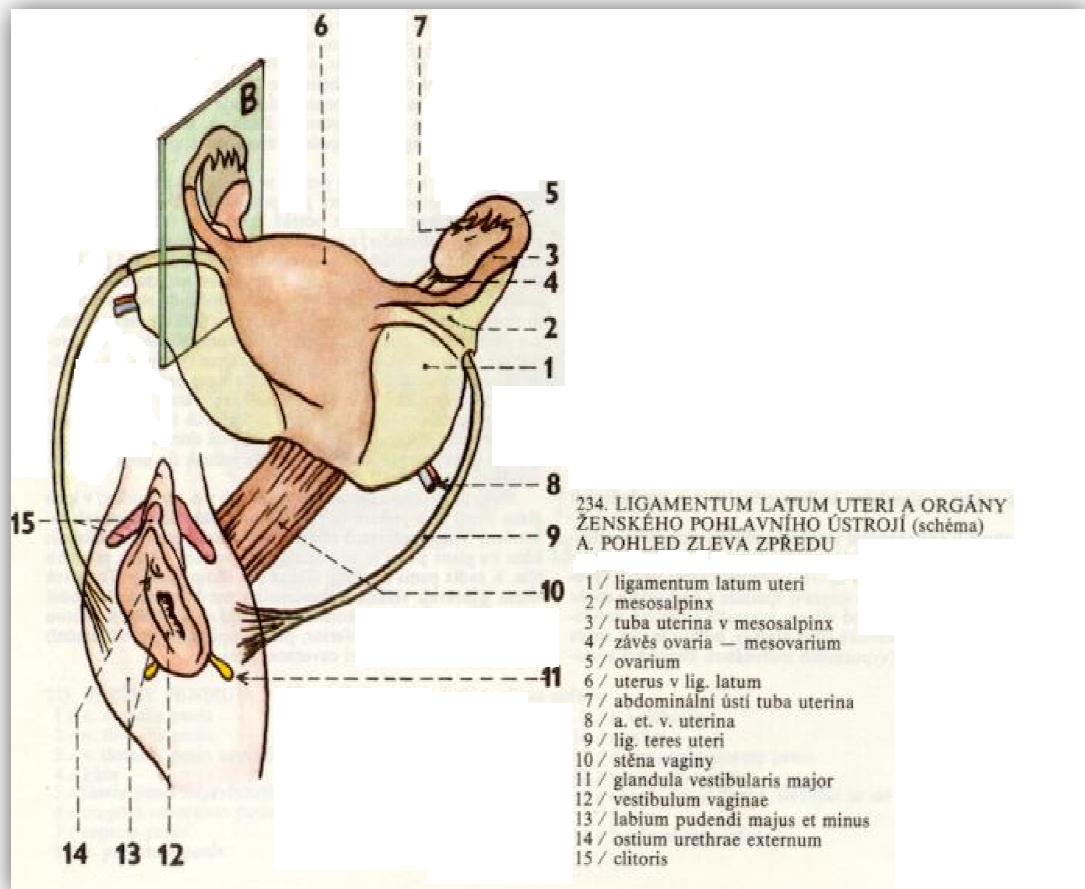 6 7
B
5
3
4
2
1
8
15
9
10
11
14 13 12
234. LIGAMENTUM LATUM UTERI A ORGÁNY
ŽENSKÉHO POHLAVNÍHO ÚSTROJÍ (schéma)
A. POHLED ZLEVA ZPŘEDU
1 / ligamentum latum uteri
2 / mesosalpinx
3 / tuba uterina v mesosalpinx
4 / závěs ovaria — mesovarium
5 / ovarium
6 / uterus v lig. latum
7 / abdominální ústí tuba uterina
8 / a. et. v. uterina
9 / lig. teres uteri
10 / stěna vaginy
11 / glandula vestibularis major
12 / vestibulum vaginae
13 / labium pudendi majus et minus
14 / ostium urethrae externum
15 / clitoris